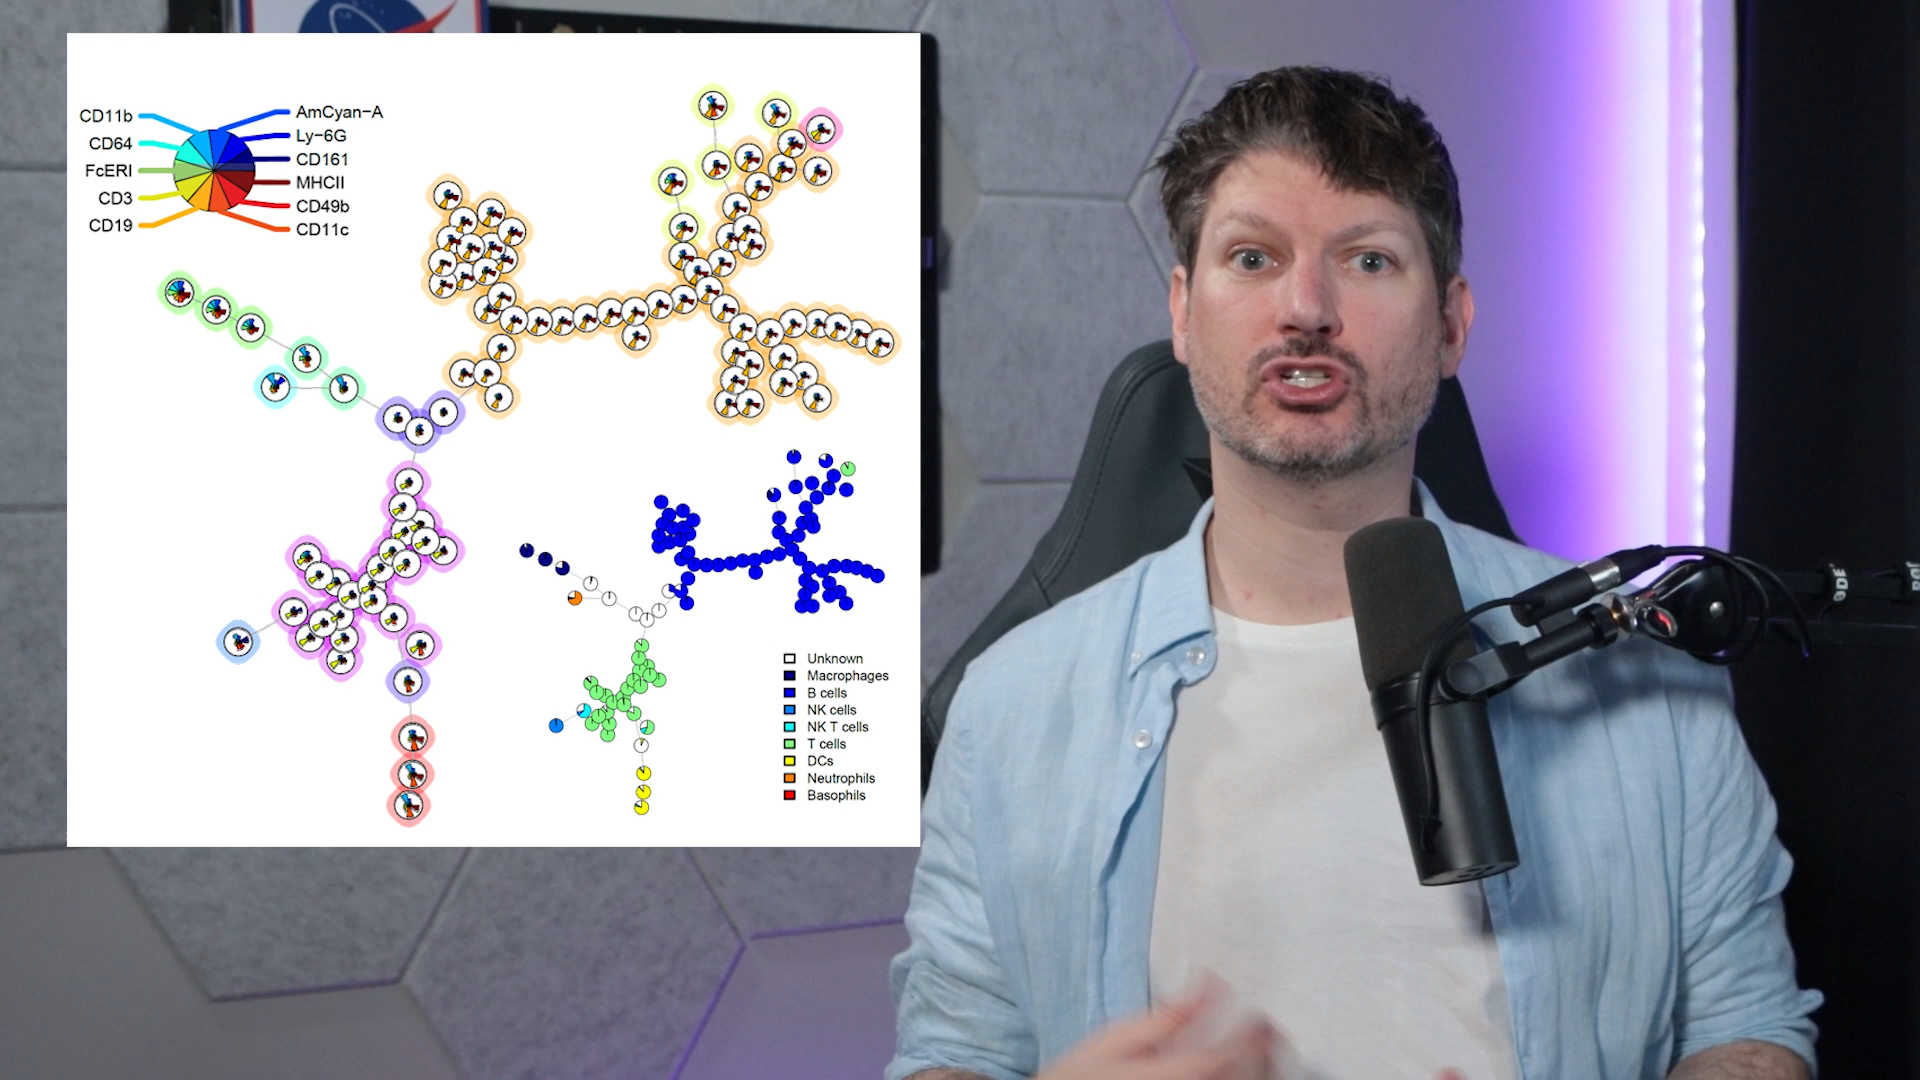 CD11b
CD64
FcERI
CD3
CD19
AmCyan-A
Ly-6G
CD161
MHCII
CD49b
CD11c
Unknown
Macrophages
B cells
NK cells
NK T cells
T cells
DCs
Neutrophils
Basophils